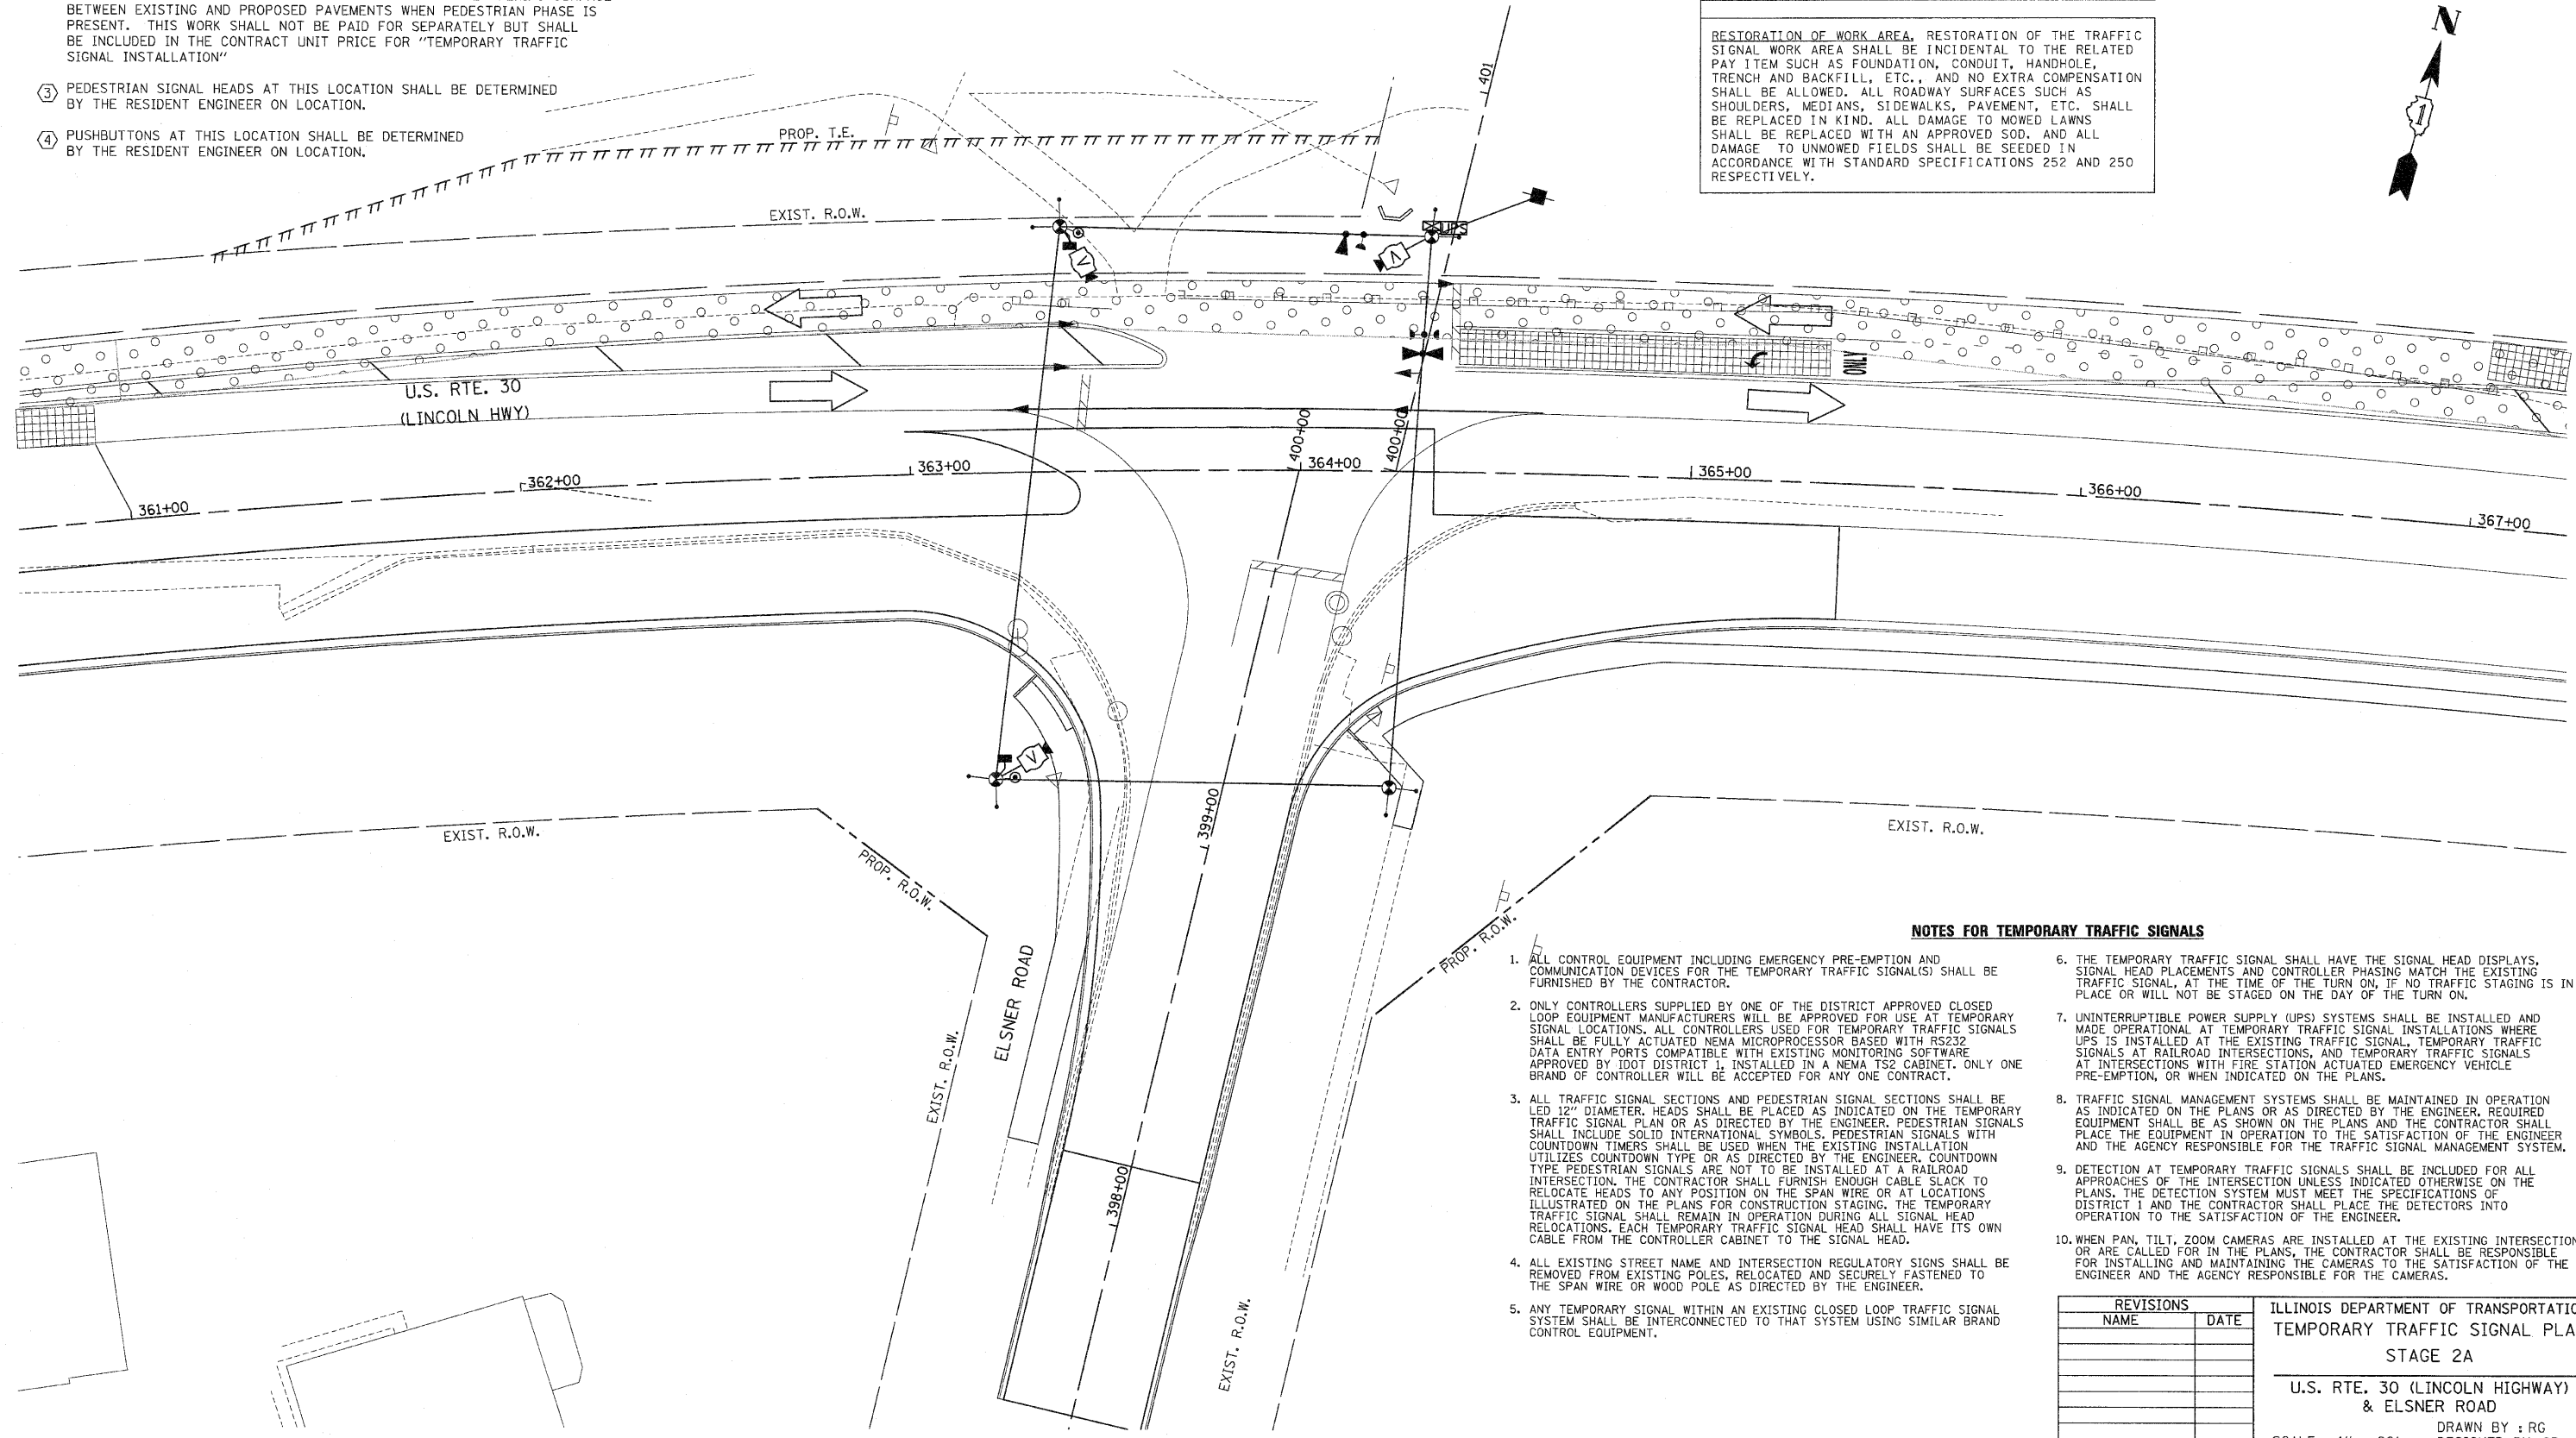 BETWEEN EXISTING AND PROPOSED PAVEMENTS WHEN PEDESTRIAN PHASE IS
PRESENT. THIS WORK SHALL NOT BE PAID FOR SEPARATELY BUT SHALL
BE INCLUDED IN THE CONTRACT UNIT PRICE FOR "TEMPORARY TRAFFIC
SIGNAL INSTALLATION"
3 PEDESTRIAN SIGNAL HEADS AT THIS LOCATION SHALL BE DETERMINED
BY THE RESIDENT ENGINEER ON LOCATION.
4 PUSHBUTTONS AT THIS LOCATION SHALL BE DETERMINED
BY THE RESIDENT ENGINEER ON LOCATION.
RESTORATION OF WORK AREA. RESTORATION OF THE TRAFFIC
SIGNAL WORK AREA SHALL BE INCIDENTAL TO THE RELATED
PAY ITEM SUCH AS FOUNDATION, CONDUIT, HANDHOLE,
TRENCH AND BACKFILL, ETC., AND NO EXTRA COMPENSATION
SHALL BE ALLOWED. ALL ROADWAY SURFACES SUCH AS
SHOULDERS, MEDIANS, SIDEWALKS, PAVEMENT, ETC. SHALL
BE REPLACED IN KIND. ALL DAMAGE TO MOWED LAWNS
SHALL BE REPLACED WITH AN APPROVED SOD. AND ALL
DAMAGE TO UNMOWED FIELDS SHALL BE SEEDED IN
ACCORDANCE WITH STANDARD SPECIFICATIONS 252 AND 250
RESPECTIVELY.
N
1
401
PROP. T.E.
EXIST. R.O.W.
UPS
V
V
ONLY
U.S. RTE. 30
(LINCOLN HWY)
400+00
400+00
361+00
362+00
363+00
364+00
365+00
366+00
367+00
V
399+00
EXIST. R.O.W.
EXIST. R.O.W.
PROP. R.O.W.
PROP. R.O.W.
ELSNER ROAD
EXIST. R.O.W.
398+00
EXIST. R.O.W.
NOTES FOR TEMPORARY TRAFFIC SIGNALS
1. ALL CONTROL EQUIPMENT INCLUDING EMERGENCY PRE-EMPTION AND
COMMUNICATION DEVICES FOR THE TEMPORARY TRAFFIC SIGNAL(S) SHALL BE
FURNISHED BY THE CONTRACTOR.
2. ONLY CONTROLLERS SUPPLIED BY ONE OF THE DISTRICT APPROVED CLOSED
LOOP EQUIPMENT MANUFACTURERS WILL BE APPROVED FOR USE AT TEMPORARY
SIGNAL LOCATIONS. ALL CONTROLLERS USED FOR TEMPORARY TRAFFIC SIGNALS
SHALL BE FULLY ACTUATED NEMA MICROPROCESSOR BASED WITH RS232
DATA ENTRY PORTS COMPATIBLE WITH EXISTING MONITORING SOFTWARE
APPROVED BY IDOT DISTRICT 1, INSTALLED IN A NEMA TS2 CABINET. ONLY ONE
BRAND OF CONTROLLER WILL BE ACCEPTED FOR ANY ONE CONTRACT.
3. ALL TRAFFIC SIGNAL SECTIONS AND PEDESTRIAN SIGNAL SECTIONS SHALL BE
LED 12" DIAMETER. HEADS SHALL BE PLACED AS INDICATED ON THE TEMPORARY
TRAFFIC SIGNAL PLAN OR AS DIRECTED BY THE ENGINEER. PEDESTRIAN SIGNALS
SHALL INCLUDE SOLID INTERNATIONAL SYMBOLS. PEDESTRIAN SIGNALS WITH
COUNTDOWN TIMERS SHALL BE USED WHEN THE EXISTING INSTALLATION
UTILIZES COUNTDOWN TYPE OR AS DIRECTED BY THE ENGINEER. COUNTDOWN
TYPE PEDESTRIAN SIGNALS ARE NOT TO BE INSTALLED AT A RAILROAD
INTERSECTION. THE CONTRACTOR SHALL FURNISH ENOUGH CABLE SLACK TO
RELOCATE HEADS TO ANY POSITION ON THE SPAN WIRE OR AT LOCATIONS
ILLUSTRATED ON THE PLANS FOR CONSTRUCTION STAGING. THE TEMPORARY
TRAFFIC SIGNAL SHALL REMAIN IN OPERATION DURING ALL SIGNAL HEAD
RELOCATIONS. EACH TEMPORARY TRAFFIC SIGNAL HEAD SHALL HAVE ITS OWN
CABLE FROM THE CONTROLLER CABINET TO THE SIGNAL HEAD.
4. ALL EXISTING STREET NAME AND INTERSECTION REGULATORY SIGNS SHALL BE
REMOVED FROM EXISTING POLES, RELOCATED AND SECURELY FASTENED TO
THE SPAN WIRE OR WOOD POLE AS DIRECTED BY THE ENGINEER.
5. ANY TEMPORARY SIGNAL WITHIN AN EXISTING CLOSED LOOP TRAFFIC SIGNAL
SYSTEM SHALL BE INTERCONNECTED TO THAT SYSTEM USING SIMILAR BRAND
CONTROL EQUIPMENT.
6. THE TEMPORARY TRAFFIC SIGNAL SHALL HAVE THE SIGNAL HEAD DISPLAYS,
SIGNAL HEAD PLACEMENTS AND CONTROLLER PHASING MATCH THE EXISTING
TRAFFIC SIGNAL, AT THE TIME OF THE TURN ON, IF NO TRAFFIC STAGING IS IN
PLACE OR WILL NOT BE STAGED ON THE DAY OF THE TURN ON.
7. UNINTERRUPTIBLE POWER SUPPLY (UPS) SYSTEMS SHALL BE INSTALLED AND
MADE OPERATIONAL AT TEMPORARY TRAFFIC SIGNAL INSTALLATIONS WHERE
UPS IS INSTALLED AT THE EXISTING TRAFFIC SIGNAL, TEMPORARY TRAFFIC
SIGNALS AT RAILROAD INTERSECTIONS, AND TEMPORARY TRAFFIC SIGNALS
AT INTERSECTIONS WITH FIRE STATION ACTUATED EMERGENCY VEHICLE
PRE-EMPTION, OR WHEN INDICATED ON THE PLANS.
8. TRAFFIC SIGNAL MANAGEMENT SYSTEMS SHALL BE MAINTAINED IN OPERATION
AS INDICATED ON THE PLANS OR AS DIRECTED BY THE ENGINEER. REQUIRED
EQUIPMENT SHALL BE AS SHOWN ON THE PLANS AND THE CONTRACTOR SHALL
PLACE THE EQUIPMENT IN OPERATION TO THE SATISFACTION OF THE ENGINEER
AND THE AGENCY RESPONSIBLE FOR THE TRAFFIC SIGNAL MANAGEMENT SYSTEM.
9. DETECTION AT TEMPORARY TRAFFIC SIGNALS SHALL BE INCLUDED FOR ALL
APPROACHES OF THE INTERSECTION UNLESS INDICATED OTHERWISE ON THE
PLANS. THE DETECTION SYSTEM MUST MEET THE SPECIFICATIONS OF
DISTRICT 1 AND THE CONTRACTOR SHALL PLACE THE DETECTORS INTO
OPERATION TO THE SATISFACTION OF THE ENGINEER.
10. WHEN PAN, TILT, ZOOM CAMERAS ARE INSTALLED AT THE EXISTING INTERSECTION
OR ARE CALLED FOR IN THE PLANS, THE CONTRACTOR SHALL BE RESPONSIBLE
FOR INSTALLING AND MAINTAINING THE CAMERAS TO THE SATISFACTION OF THE
ENGINEER AND THE AGENCY RESPONSIBLE FOR THE CAMERAS.
REVISIONS
NAME DATE
ILLINOIS DEPARTMENT OF TRANSPORTATIO
TEMPORARY TRAFFIC SIGNAL PLA
STAGE 2A
U.S. RTE. 30 (LINCOLN HIGHWAY)
& ELSNER ROAD
DRAWN BY : RG